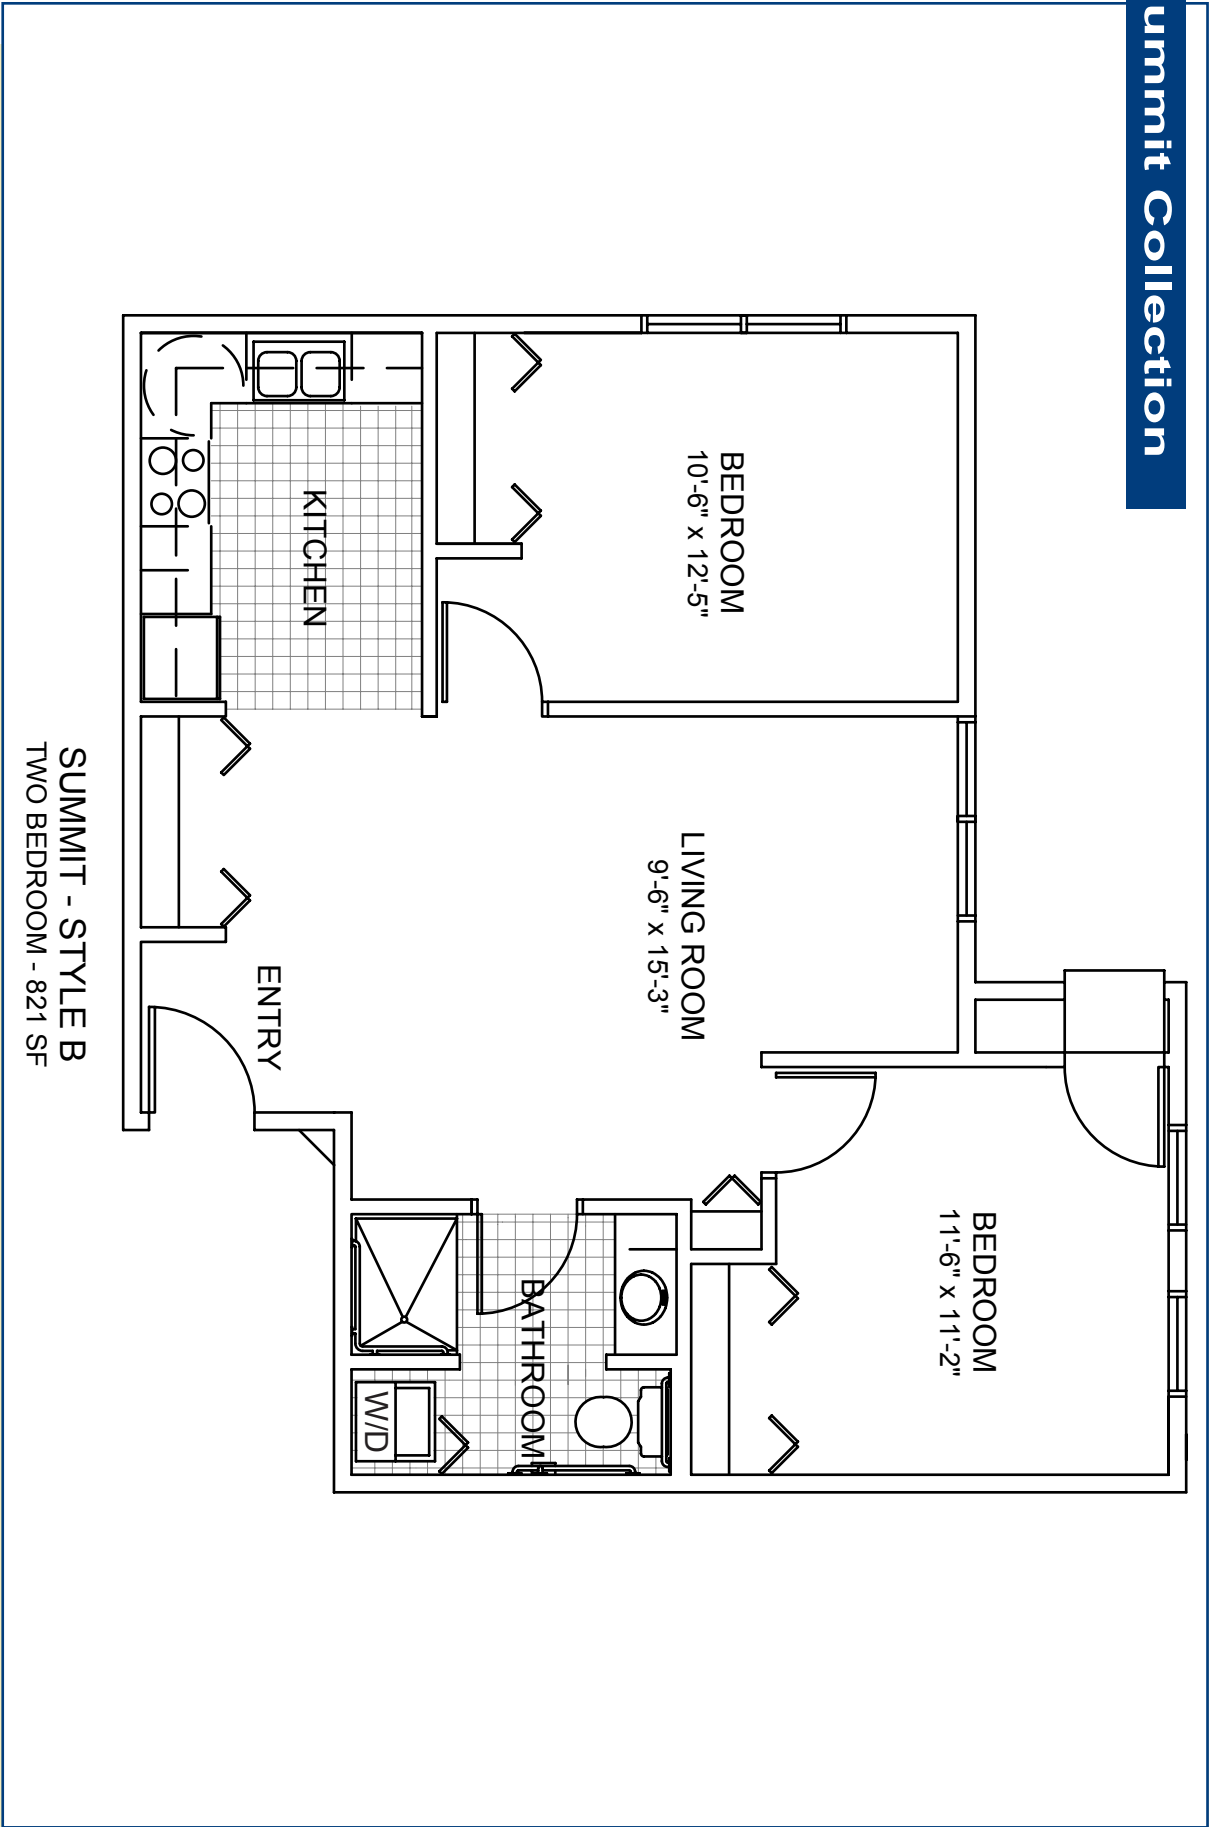 ummit Collection
BEDROOM
11'-6" x 11'-2"
BEDROOM
10'-6" x 12'-5"
LIVING ROOM
9'-6" x 15'-3"
BATHROOM
KITCHEN
W/D
ENTRY
SUMMIT - STYLE B
TWO BEDROOM - 821 SF